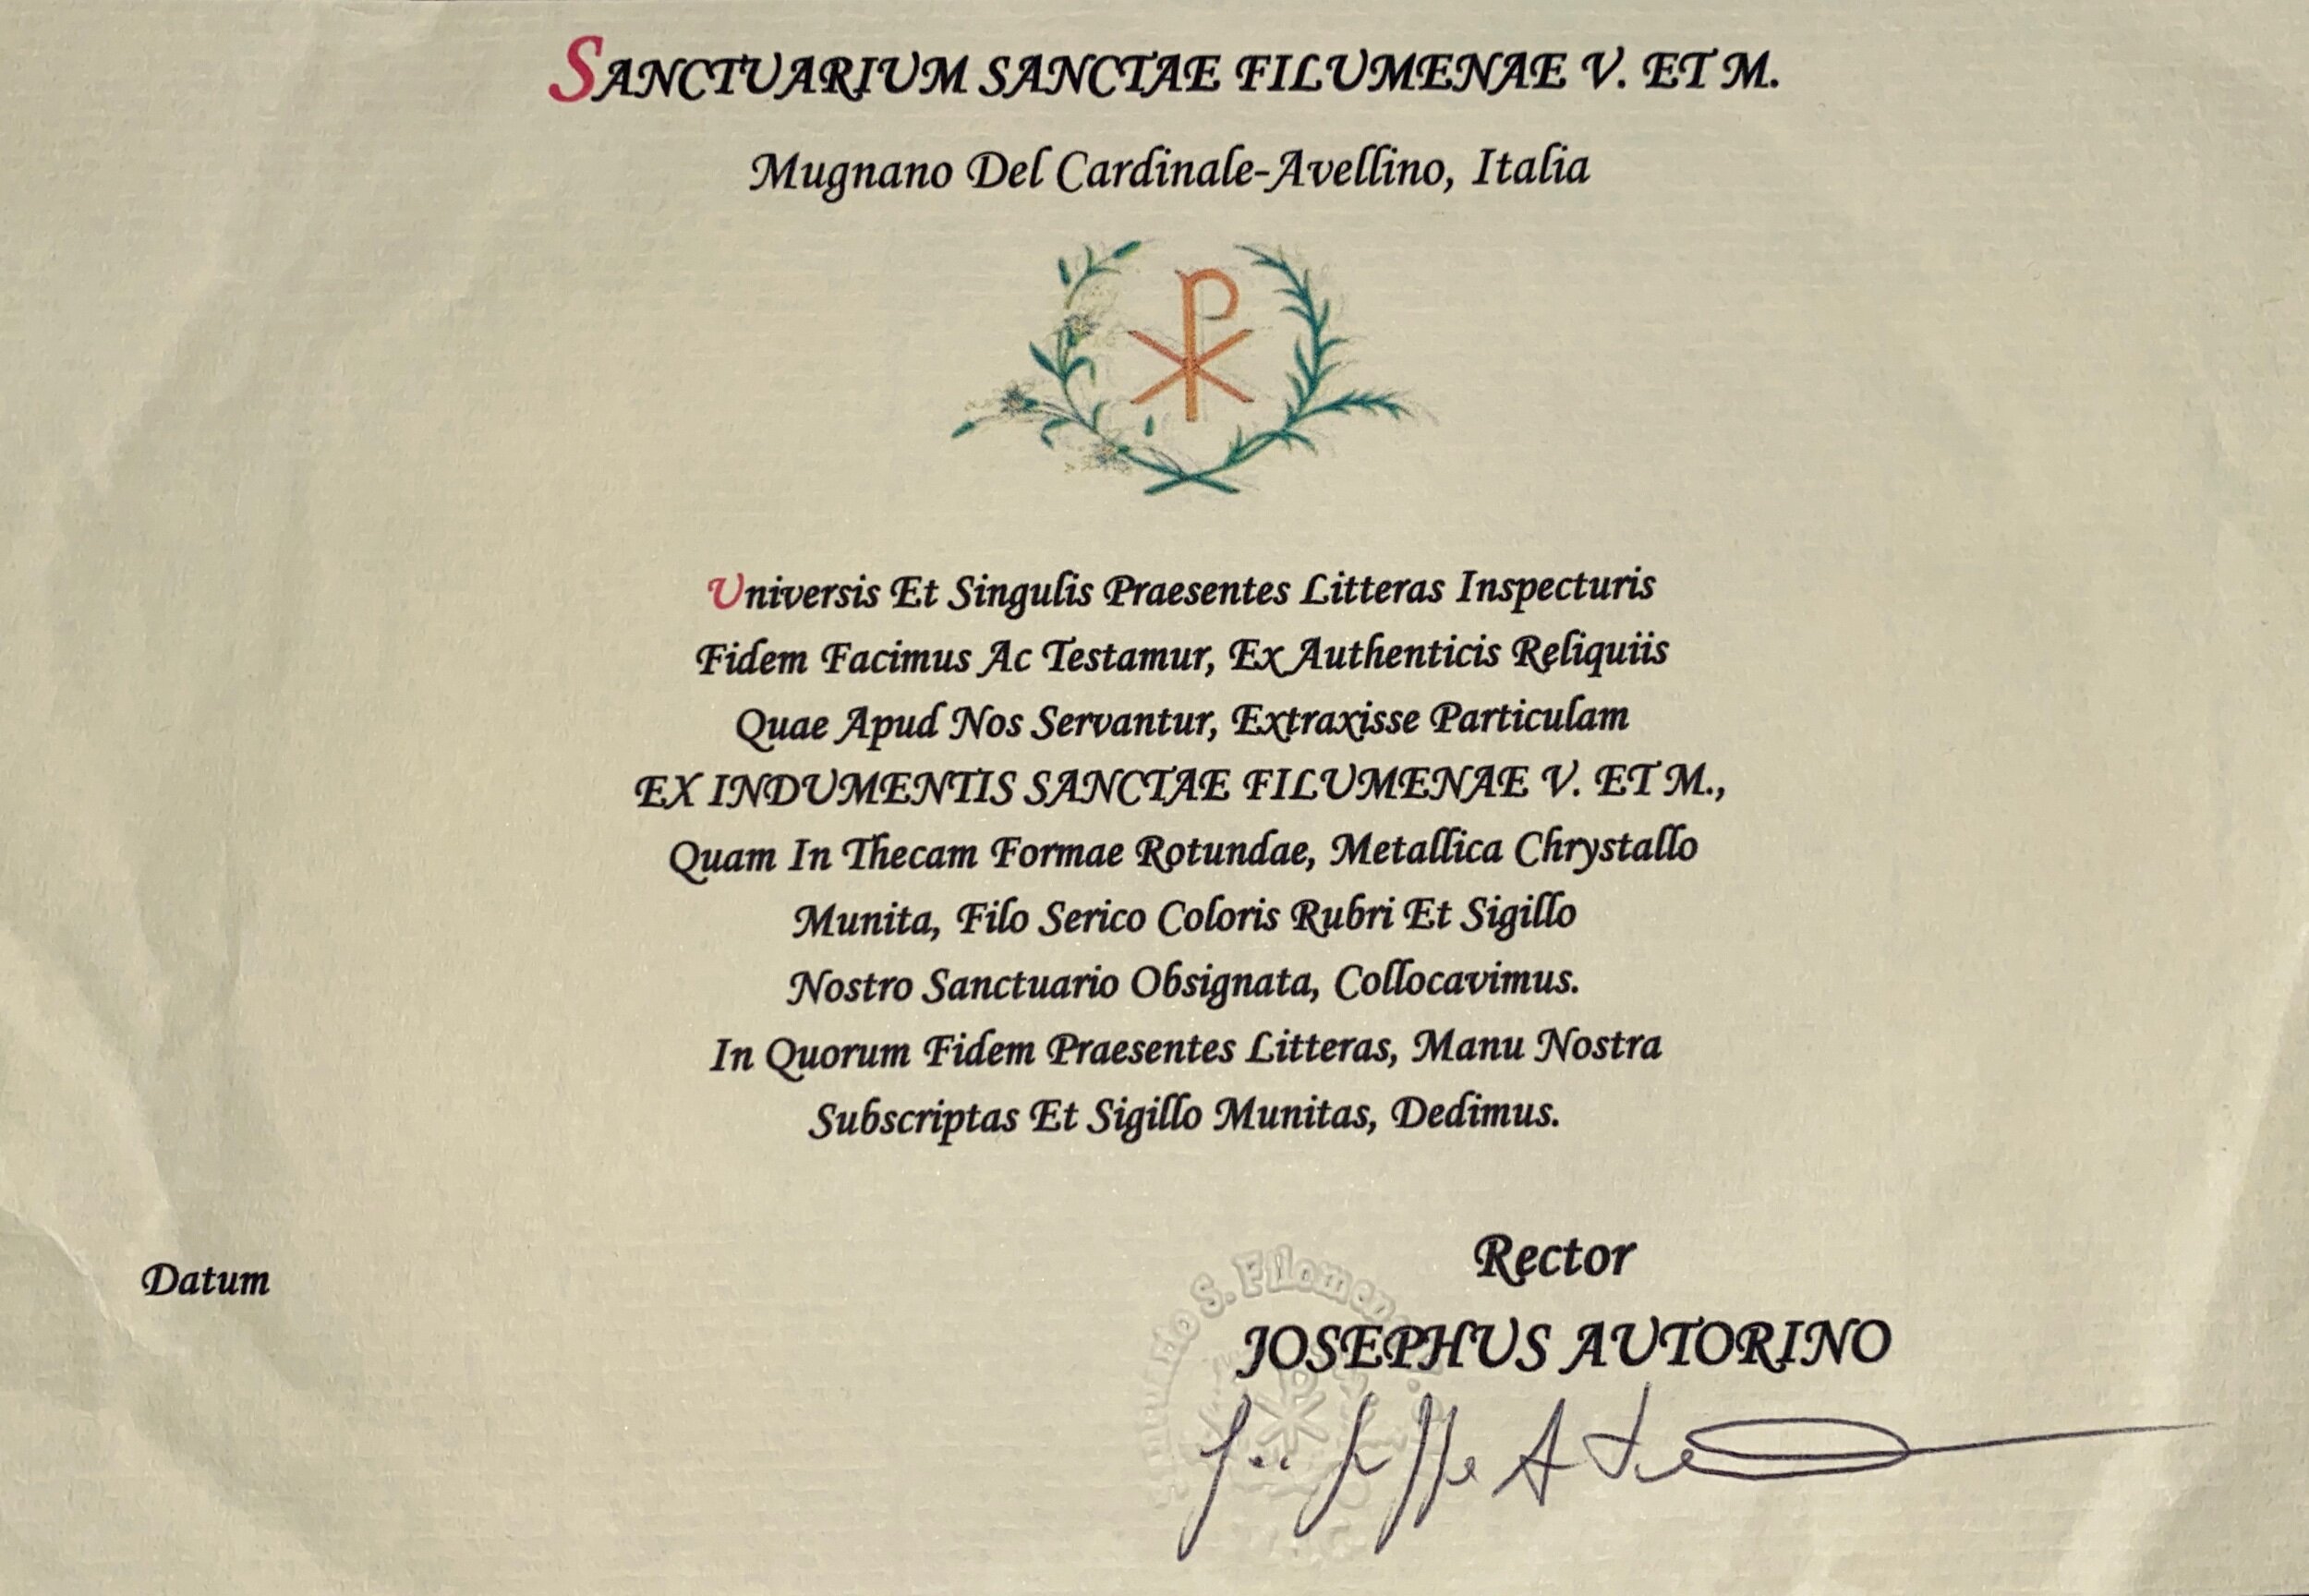 SANCTUARIUM SANCTAE FILUMENAE V. ET M.
Mugnano Del Cardinale-Avellino, Italia
Universis Et Singulis Praesentes Litteras Inspecturis
Fidem Facimus Ac Testamur, Ex Authenticis Reliquiis
Quae Apud Nos Servantur, Extraxisse Particulam
EX INDUMENTIS SANCTAE FILUMENAE V. ET M.,
Quam In Thecam Formae Rotundae, Metallica Chrystallo
Munita, Filo Serico Coloris Rubri Et Sigillo
Nostro Sanctuario Obsignata, Collocavimus.
In Quorum Fidem Praesentes Litteras, Manu Nostra
Subscriptas Et Sigillo Munitas, Dedimus.
Datum
Rector
JOSEPHUS AUTORINO
S. Filomena